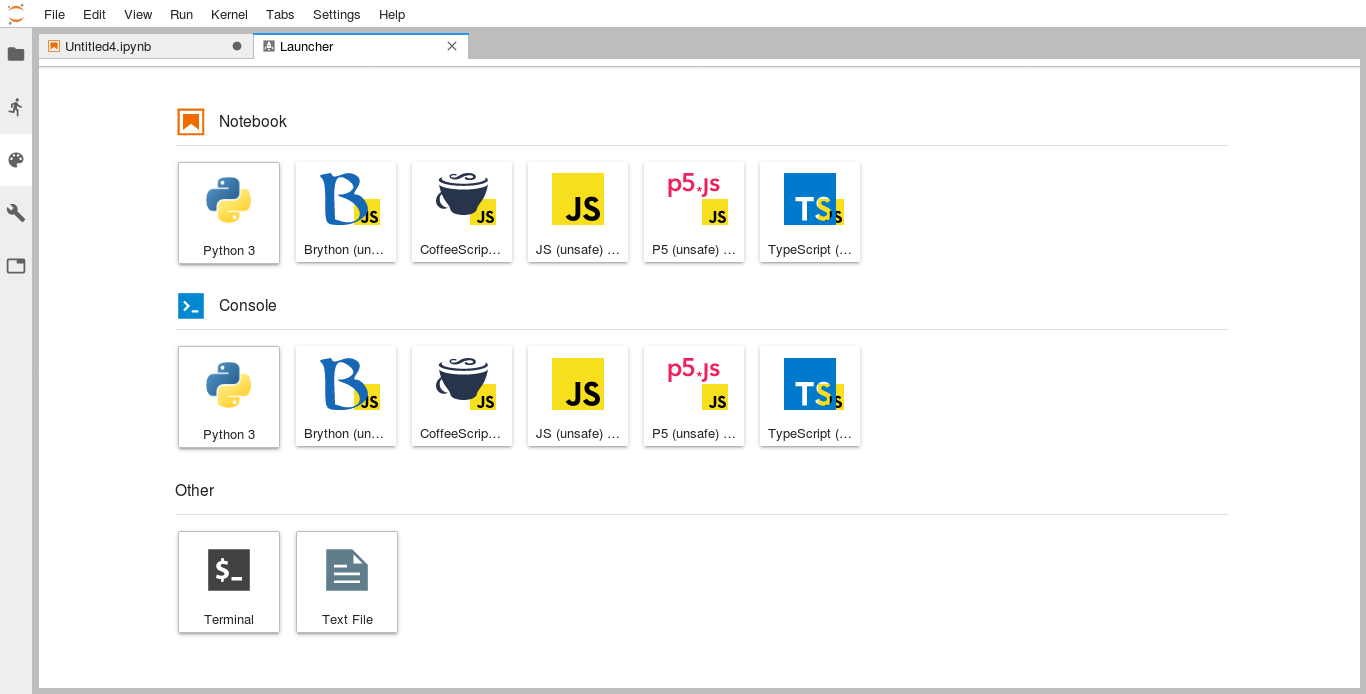 File Edit View Run Kernel Tabs Settings Help
Untitled4.ipynb Launcher
Notebook
JS JS JS p5*js JS TS JS
Python 3 Brython (un… CoffeeScrip… JS (unsafe) … P5 (unsafe) … TypeScript (…
Console
JS JS JS p5*js JS TS JS
Python 3 Brython (un… CoffeeScrip… JS (unsafe) … P5 (unsafe) … TypeScript (…
Other
$_
Terminal Text File